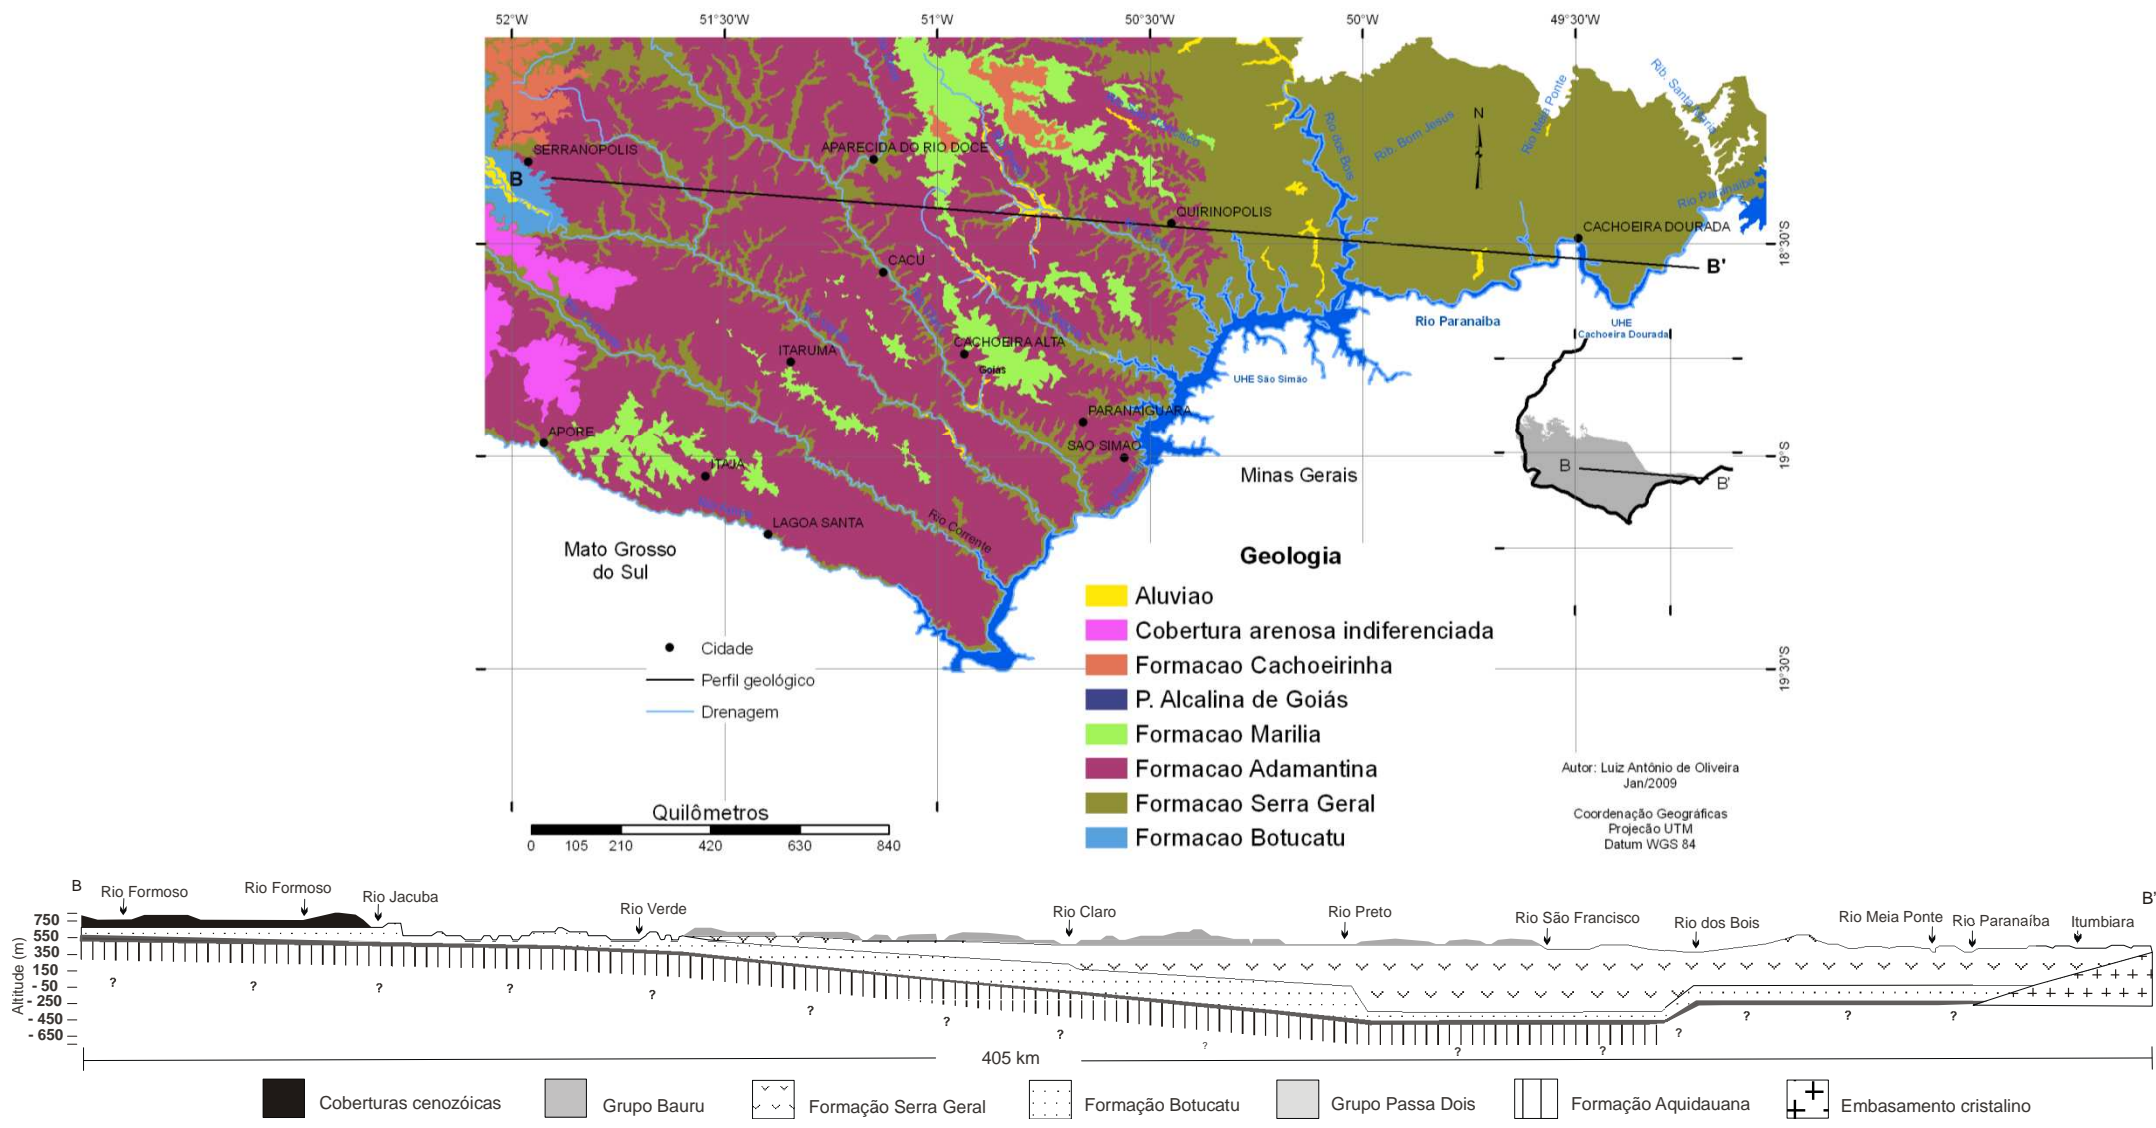 52°W 51°30'W 51°W 50°30'W 50°W 49°30'W
Rio Meia Ponte
Rib. Bom Jesus
Rio dos Bois
Rio Paranaiba
N
SERRANOPOLIS
APARECIDA DO RIO DOCE
B
QUIRINOPOLIS
CACHOEIRA DOURADA
B'
18°30'S
CACU
Rio Paranaiba
UHE
Cachoeira Dourada
ITARUMA
CACHOEIRA ALTA
Goias
UHE São Simão
PARANAIGUARA
APORE
SAO SIMAO
19°S
ITAJA
Minas Gerais
B
B'
LAGOA SANTA
Rio Corrente
Mato Grosso
do Sul
Geologia
Aluviao
Cobertura arenosa indiferenciada
Formacao Cachoeirinha
P. Alcalina de Goiás
Formacao Marilia
Formacao Adamantina
Formacao Serra Geral
Formacao Botucatu
Cidade
Perfil geológico
Drenagem
19°30'S
Autor: Luiz Antônio de Oliveira
Jan/2009
Coordenação Geográficas
Projecão UTM
Datum WGS 84
Quilômetros
0 105 210 420 630 840
B Rio Formoso Rio Formoso Rio Jacuba Rio Verde Rio Claro Rio Preto Rio São Francisco Rio dos Bois Rio Meia Ponte Rio Paranaíba Itumbiara B'
Altitude (m)
750
550
350
150
- 50
- 250
- 450
- 650
? ? ? ? ? ? ? ? ? ? ? ? ? ? ?
405 km
Coberturas cenozóicas
Grupo Bauru
Formação Serra Geral
Formação Botucatu
Grupo Passa Dois
Formação Aquidauana
Embasamento cristalino